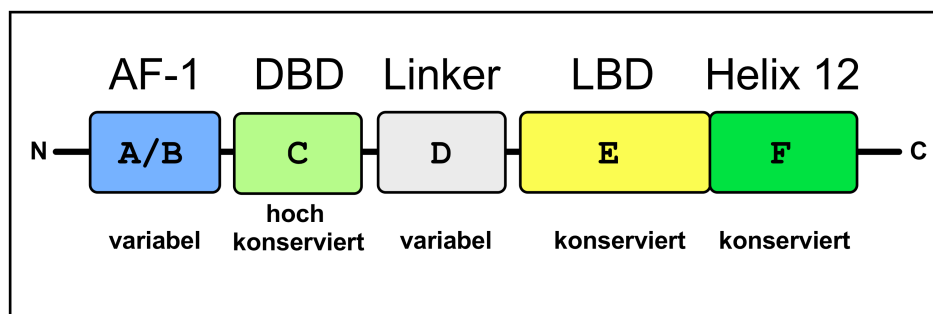 AF-1 DBD Linker LBD Helix 12
N A/B C D E F C
variabel hoch konserviert variabel konserviert konserviert